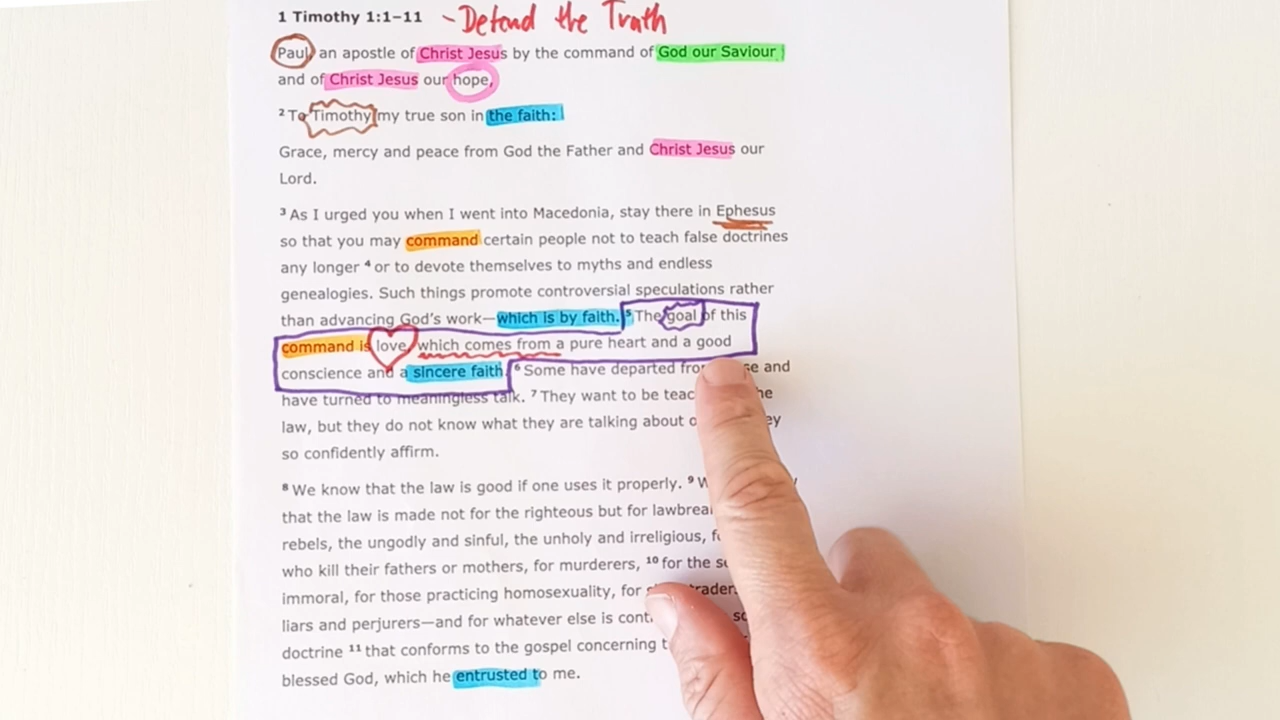 1 Timothy 1:1–11 ~ Defend the Truth
Paul, an apostle of Christ Jesus by the command of God our Saviour
and of Christ Jesus our hope,
² To Timothy my true son in the faith:
Grace, mercy and peace from God the Father and Christ Jesus our
Lord.
³ As I urged you when I went into Macedonia, stay there in Ephesus
so that you may command certain people not to teach false doctrines
any longer ⁴ or to devote themselves to myths and endless
genealogies. Such things promote controversial speculations rather
than advancing God's work—which is by faith. ⁵ The goal of this
command is love, which comes from a pure heart and a good
conscience and a sincere faith. ⁶ Some have departed from and
have turned to meaningless talk. ⁷ They want to be
law, but they do not know what they are talking about
so confidently affirm.
⁸ We know that the law is good if one uses it properly. ⁹
that the law is made not for the righteous but for
rebels, the ungodly and sinful, the unholy and irreligious,
who kill their fathers or mothers, for murderers, ¹⁰ for the
immoral, for those practicing homosexuality, for
liars and perjurers—and for whatever else is
doctrine ¹¹ that conforms to the gospel concerning
blessed God, which he entrusted to me.